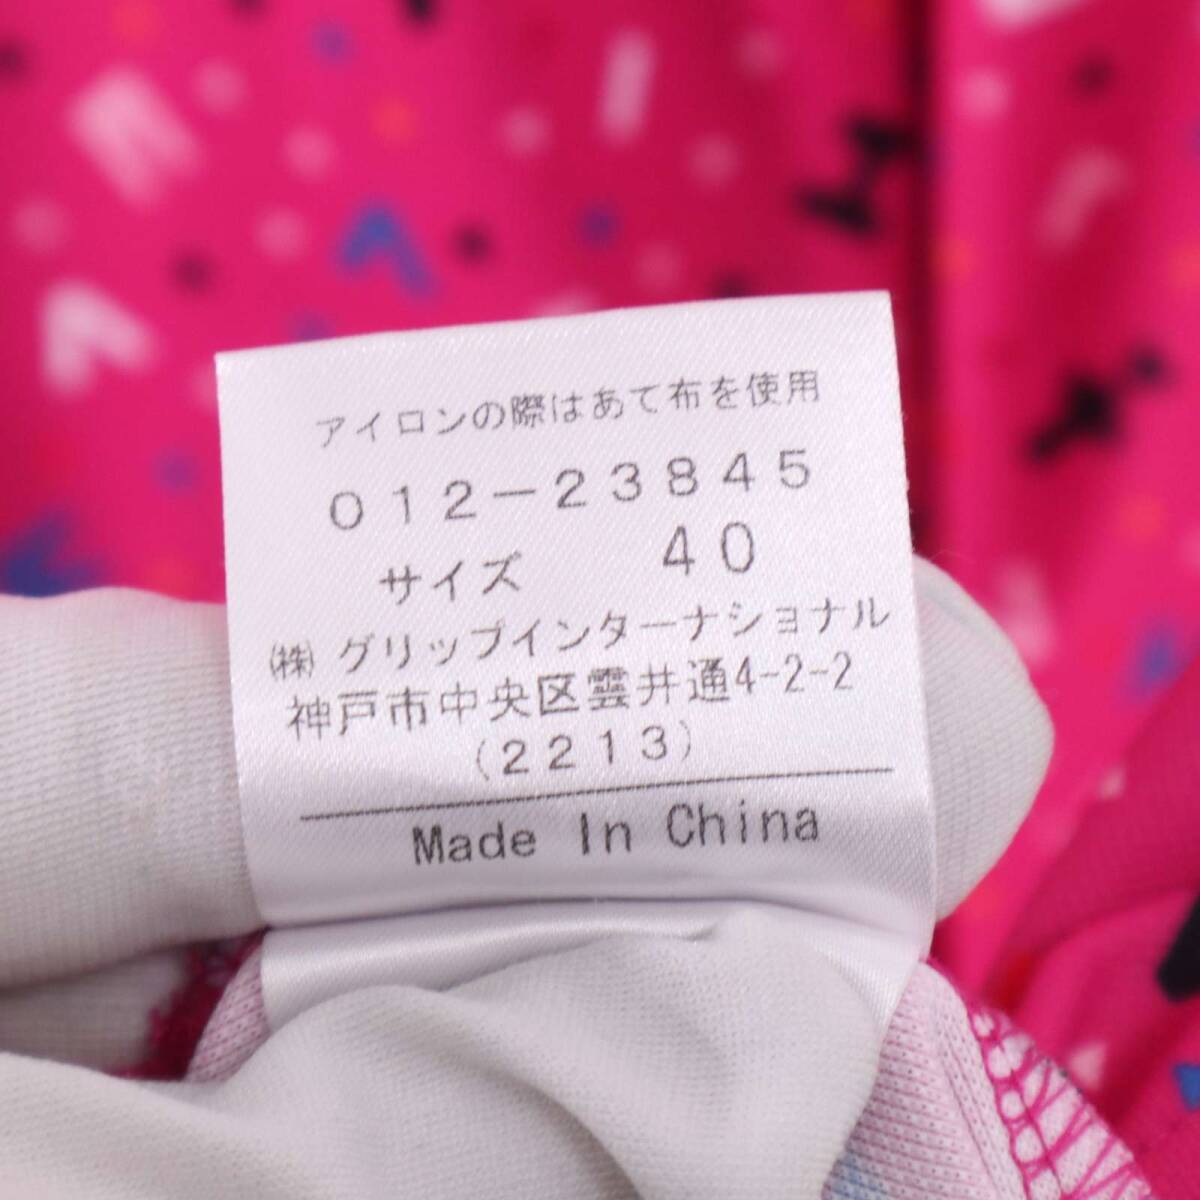 アイロンの際はあて布を使用
012-23845
サイズ 40
㈱ グリップインターナショナル
神戸市中央区雲井通4-2-2
(2213)
Made In China